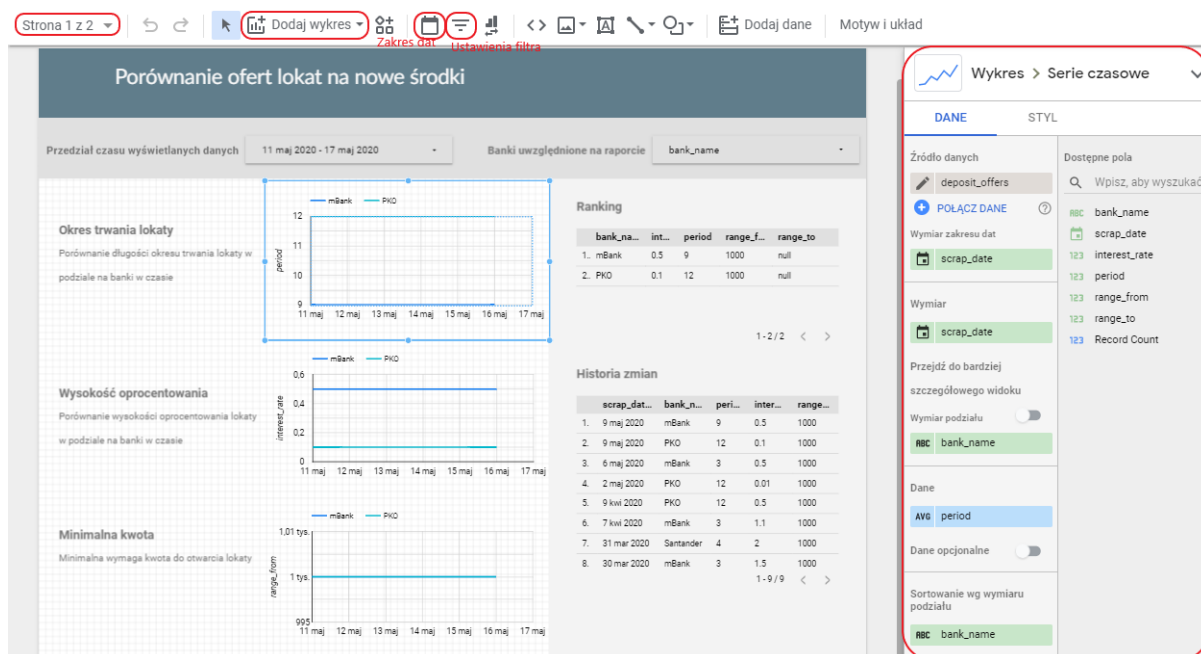 Strona 1 z 2
Dodaj wykres
Dodaj dane
Motyw i układ
Zakres dat
Ustawienia filtra
Porównanie ofert lokat na nowe środki
Przedział czasu wyświetlanych danych
11 maj 2020 - 17 maj 2020
Banki uwzględnione na raporcie
bank_name
Okres trwania lokaty
Porównanie długości okresu trwania lokaty w
podziale na banki w czasie
mBank PKO
period
12
11
11
10
9
11 maj 12 maj 13 maj 14 maj 15 maj 16 maj 17 maj
Ranking
bank_na... int... period range_f... range_to
1. mBank 0.5 9 1000 null
2. PKO 0.1 12 1000 null
1-2/2
Wysokość oprocentowania
Porównanie wysokości oprocentowania lokaty
w podziale na banki w czasie
mBank PKO
interest_rate
0,6
0,4
0,2
0
11 maj 12 maj 13 maj 14 maj 15 maj 16 maj 17 maj
Historia zmian
scrap_dat... bank_n... peri... inter... range...
1. 9 maj 2020 mBank 9 0.5 1000
2. 9 maj 2020 PKO 12 0.1 1000
3. 6 maj 2020 mBank 3 0.5 1000
4. 2 maj 2020 PKO 12 0.01 1000
5. 9 kwi 2020 PKO 12 0.5 1000
6. 7 kwi 2020 mBank 3 1.1 1000
7. 31 mar 2020 Santander 4 2 1000
8. 30 mar 2020 mBank 3 1.5 1000
1-9/9
Minimalna kwota
Minimalna wymaga kwota do otwarcia lokaty
mBank PKO
range_from
1,01 tys.
1 tys.
995
11 maj 12 maj 13 maj 14 maj 15 maj 16 maj 17 maj
Wykres > Serie czasowe
DANE STYL
Źródło danych
deposit_offers
POŁĄCZ DANE
Wymiar zakresu dat
scrap_date
Wymiar
scrap_date
Przejdź do bardziej
szczegółowego widoku
Wymiar podziału
ABC bank_name
Dane
AVG period
Dane opcjonalne
Sortowanie wg wymiaru
podziału
ABC bank_name
Dostępne pola
Wpisz, aby wyszukać
ABC bank_name
scrap_date
123 interest_rate
123 period
123 range_from
123 range_to
123 Record Count